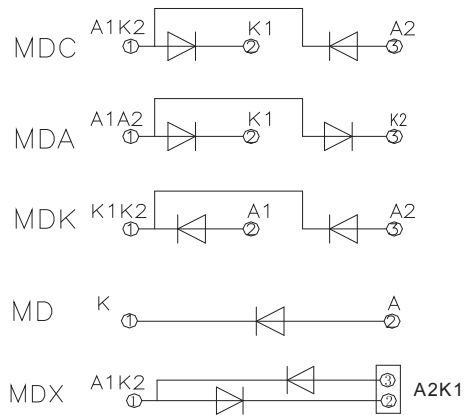 A1K2 K1 A2
MDC 1 2 3
A1A2 K1 K2
MDA 1 2 3
K1K2 A1 A2
MDK 1 2 3
K A
MD 1 2
A1K2 3
MDX 1 2 A2K1